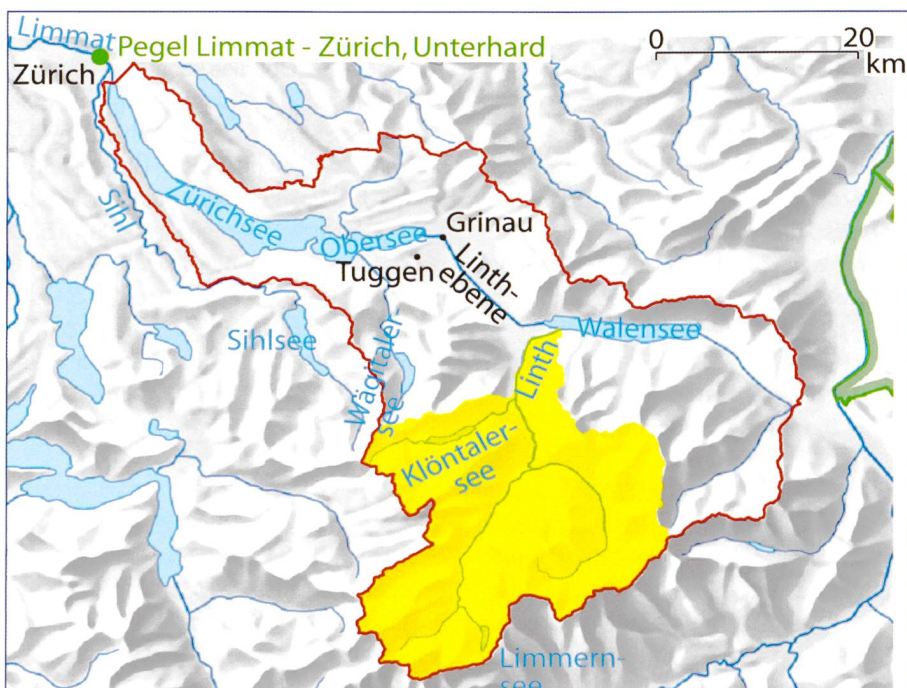 Limmat
Pegel Limmat - Zürich, Unterhard
Zürich
0 20
km
Sihl
Zürichsee
Obersee
Grinau
Tuggen
Linth-
ebene
Walensee
Sihlsee
Wägitaler-
see
Linth
Klöntaler-
see
Limmern-
see